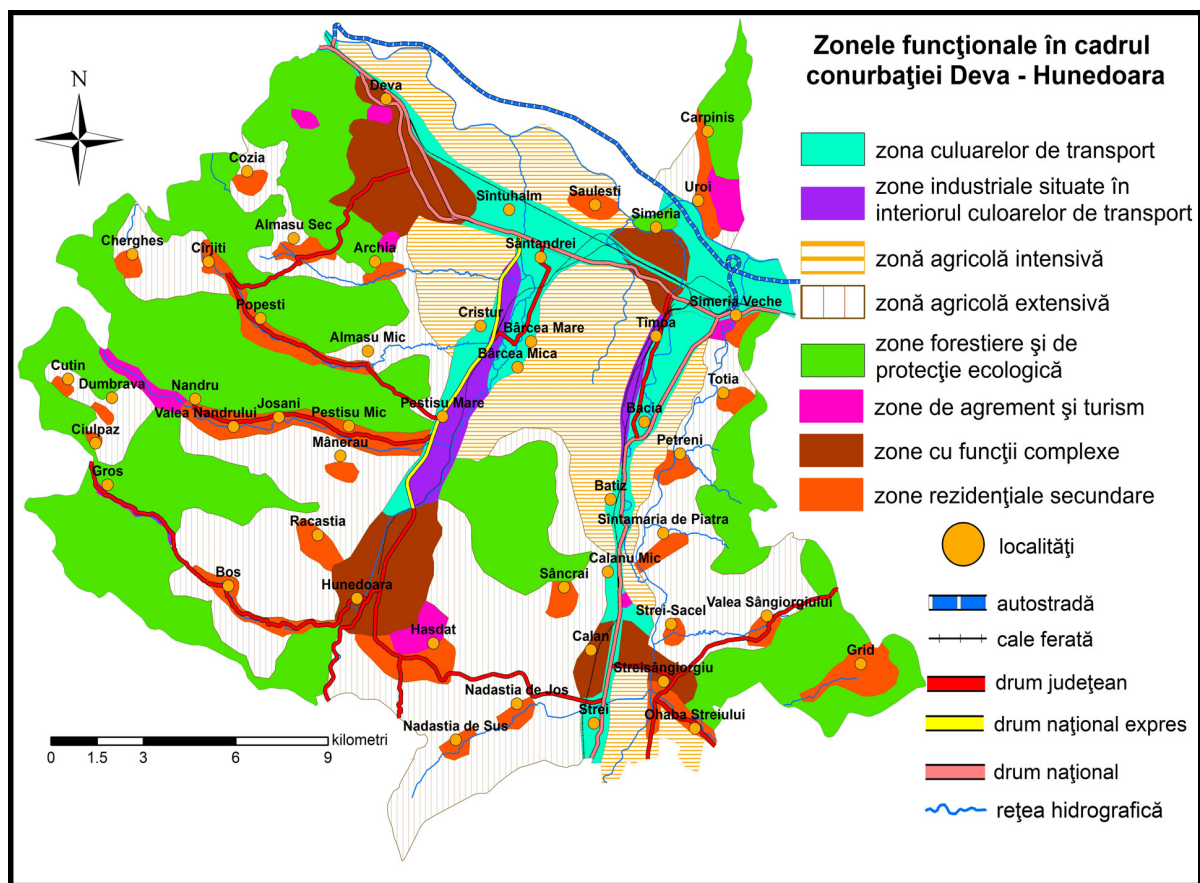 Zonele funcţionale în cadrul
conurbaţiei Deva - Hunedoara
N
zona culuarelor de transport
zone industriale situate în
interiorul culoarelor de transport
zonă agricolă intensivă
zonă agricolă extensivă
zone forestiere şi de
protecţie ecologică
zone de agrement şi turism
zone cu funcţii complexe
zone rezidenţiale secundare
localităţi
autostradă
cale ferată
drum judeţean
drum naţional expres
drum naţional
reţea hidrografică
Deva
Carpinis
Cozia
Sîntuhalm
Saulesti
Uroi
Simeria
Almasu Sec
Cherghes
Cîrjiti
Archia
Sântandrei
Popesti
Cristur
Bârcea Mare
Tîmpa
Simeria Veche
Almasu Mic
Bârcea Mica
Cutin
Dumbrava
Nandru
Totia
Valea Nandrului
Josani
Pestisu Mic
Pestisu Mare
Bacia
Ciulpaz
Mânerau
Petreni
Gros
Batiz
Racastia
Sîntamaria de Piatra
Bos
Hunedoara
Sâncrai
Calanu Mic
Strei-Sacel
Valea Sângiorgiului
Hasdat
Calan
Grid
Streisângiorgiu
Nadastia de Jos
Strei
Ohaba Streiului
Nadastia de Sus
kilometri
0 1.5 3 6 9